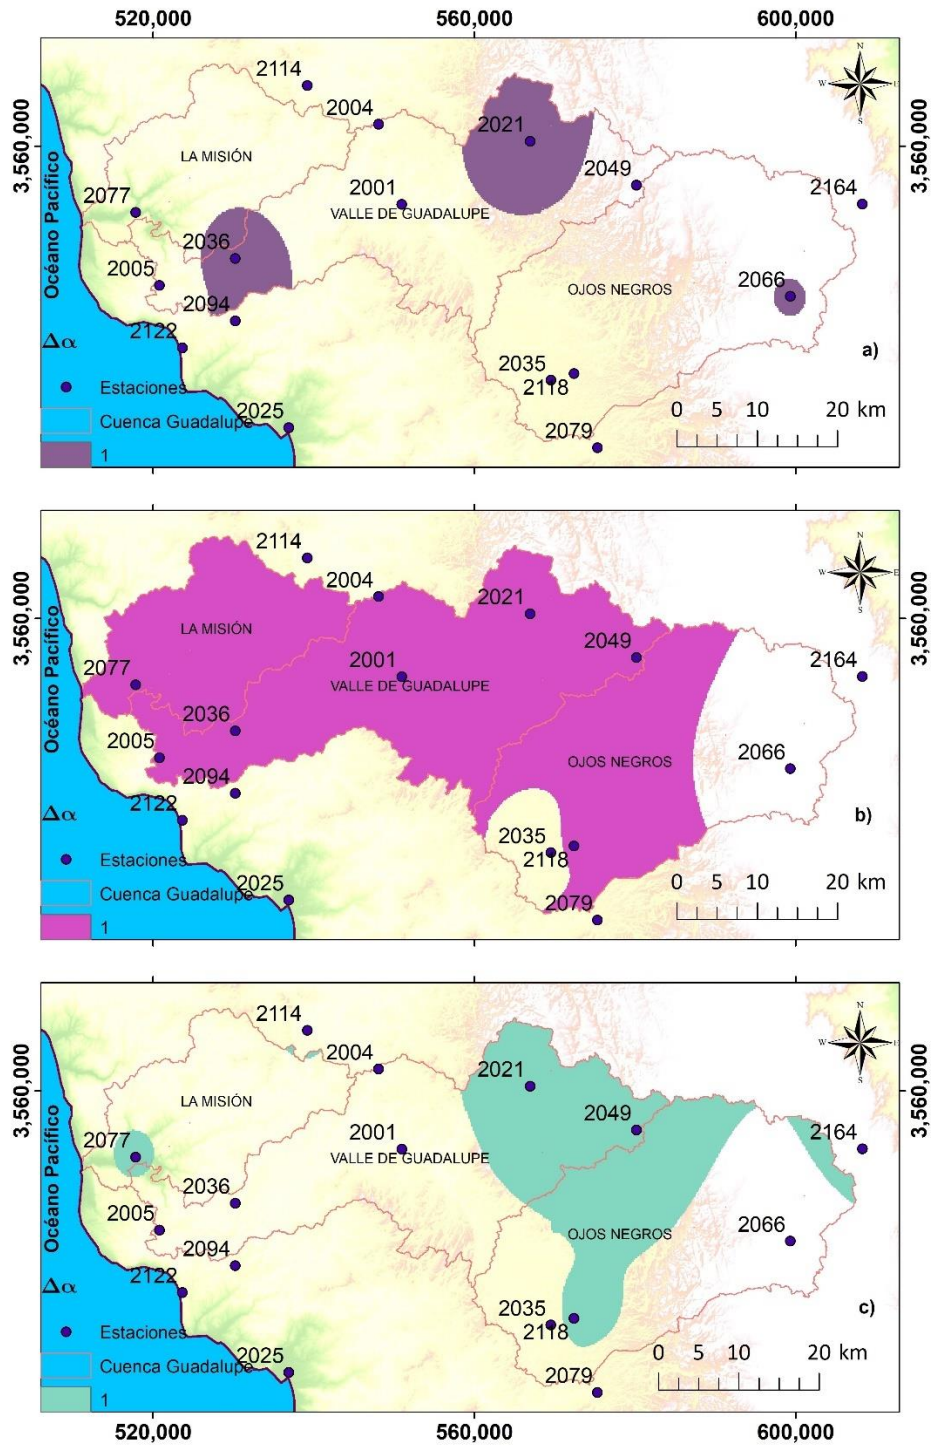 520,000 560,000 600,000
N
W E
S
3,560,000
Océano Pacífico
2114
2004
2021
LA MISIÓN
2049
2077
2001
2164
VALLE DE GUADALUPE
2036
2005
OJOS NEGROS
2066
2094
2122
Δα
a)
2035
Estaciones
2118
0 5 10 20 km
Cuenca Guadalupe
2025
2079
1
N
W E
S
3,560,000
3,560,000
Océano Pacífico
2114
2004
2021
LA MISIÓN
2049
2077
2001
2164
VALLE DE GUADALUPE
2036
2005
OJOS NEGROS
2066
2094
2122
Δα
b)
2035
Estaciones
2118
0 5 10 20 km
Cuenca Guadalupe
2025
2079
1
N
W E
S
3,560,000
3,560,000
Océano Pacífico
2114
2004
2021
LA MISIÓN
2049
2077
2001
2164
VALLE DE GUADALUPE
2036
2005
OJOS NEGROS
2066
2094
2122
Δα
c)
2035
Estaciones
2118
0 5 10 20 km
Cuenca Guadalupe
2025
2079
1
3,560,000
520,000 560,000 600,000